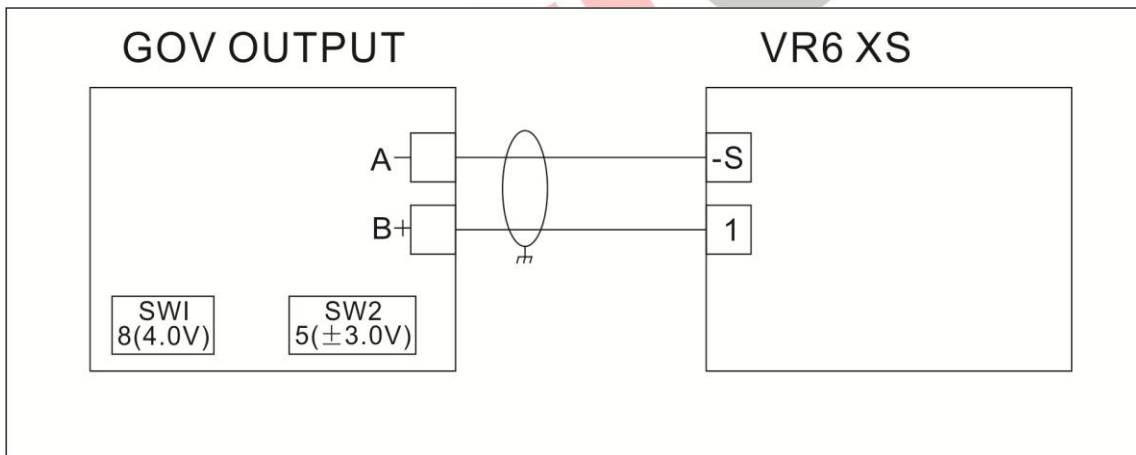 GOV OUTPUT
VR6 XS
A-
-S
B+
1
SWI
8(4.0V)
SW2
5(±3.0V)